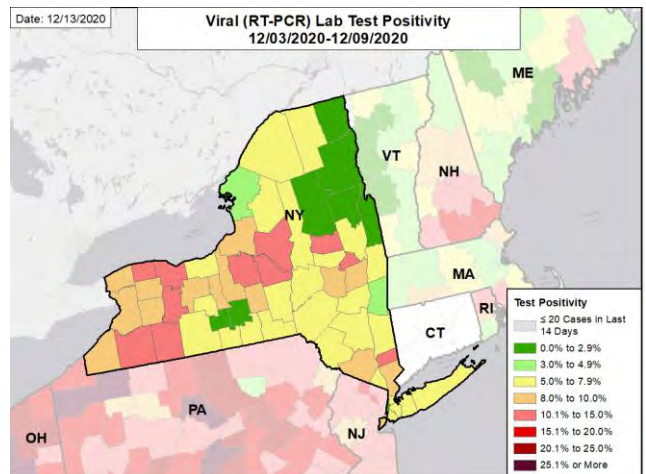 Date: 12/13/2020
Viral (RT-PCR) Lab Test Positivity
12/03/2020-12/09/2020
ME
VT
NH
NY
MA
CT
RI
PA
OH
NJ
Test Positivity
≤ 20 Cases in Last
14 Days
0.0% to 2.9%
3.0% to 4.9%
5.0% to 7.9%
8.0% to 10.0%
10.1% to 15.0%
15.1% to 20.0%
20.1% to 25.0%
25.1% or More